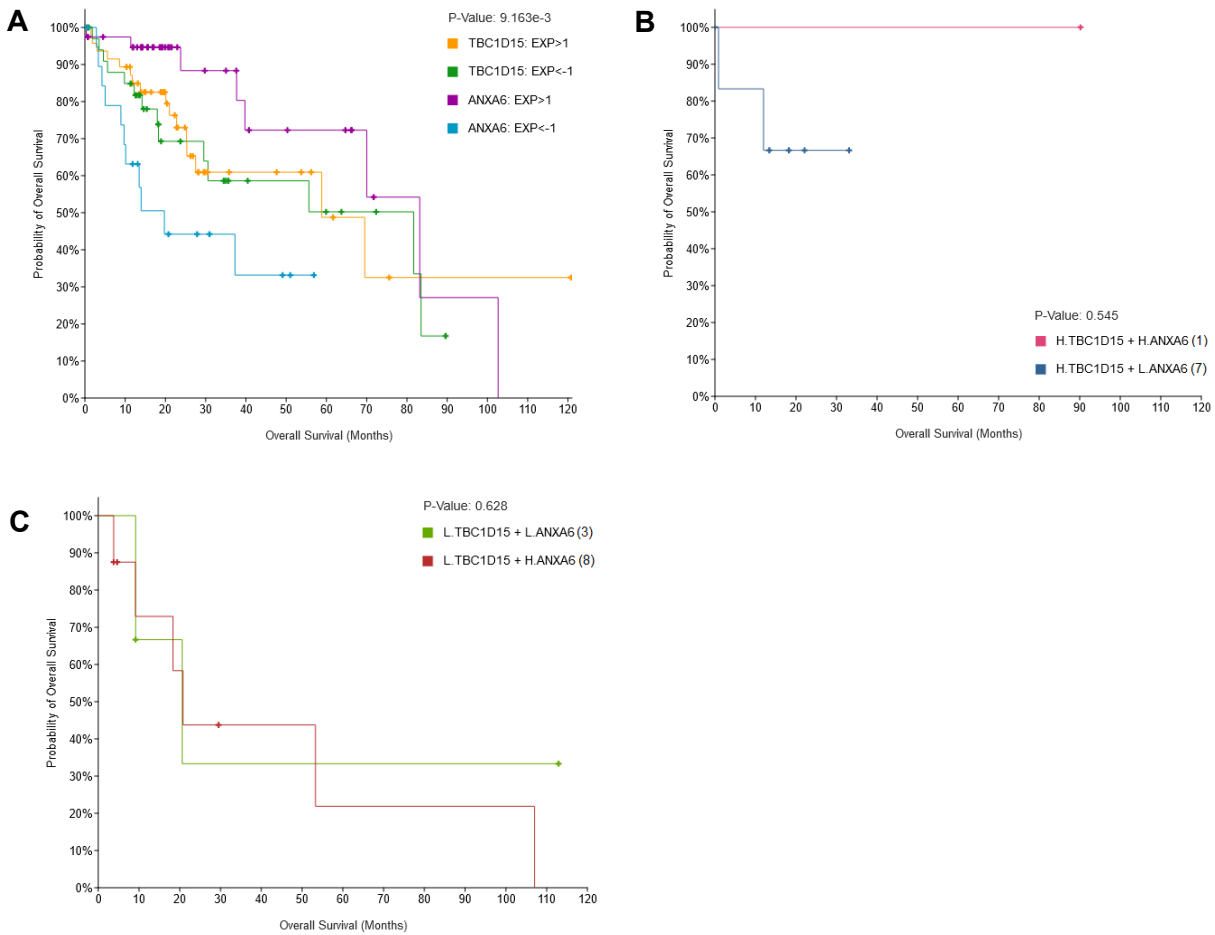 A
P-Value: 9.163e-3
TBC1D15: EXP>1
TBC1D15: EXP<-1
ANXA6: EXP>1
ANXA6: EXP<-1
Probability of Overall Survival
100%
90%
80%
70%
60%
50%
40%
30%
20%
10%
0%
0 10 20 30 40 50 60 70 80 90 100 110 120
Overall Survival (Months)
B
Probability of Overall Survival
100%
90%
80%
70%
60%
50%
40%
30%
20%
10%
0%
P-Value: 0.545
H.TBC1D15 + H.ANXA6 (1)
H.TBC1D15 + L.ANXA6 (7)
0 10 20 30 40 50 60 70 80 90 100 110 120
Overall Survival (Months)
C
P-Value: 0.628
L.TBC1D15 + L.ANXA6 (3)
L.TBC1D15 + H.ANXA6 (8)
Probability of Overall Survival
100%
90%
80%
70%
60%
50%
40%
30%
20%
10%
0%
0 10 20 30 40 50 60 70 80 90 100 110 120
Overall Survival (Months)